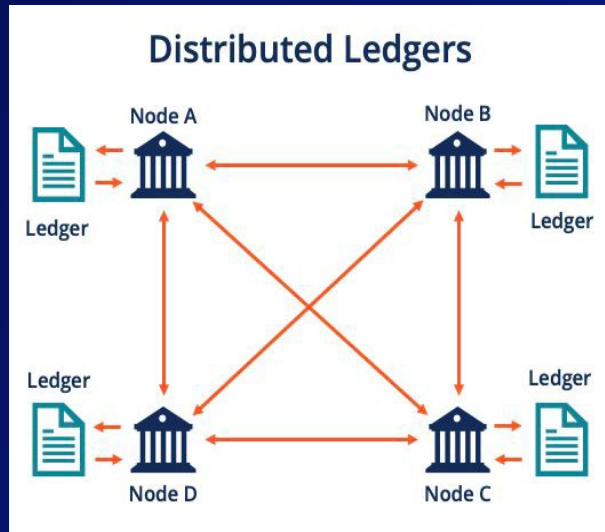 Distributed Ledgers
Node A
Node B
Ledger
Ledger
Ledger
Ledger
Node D
Node C